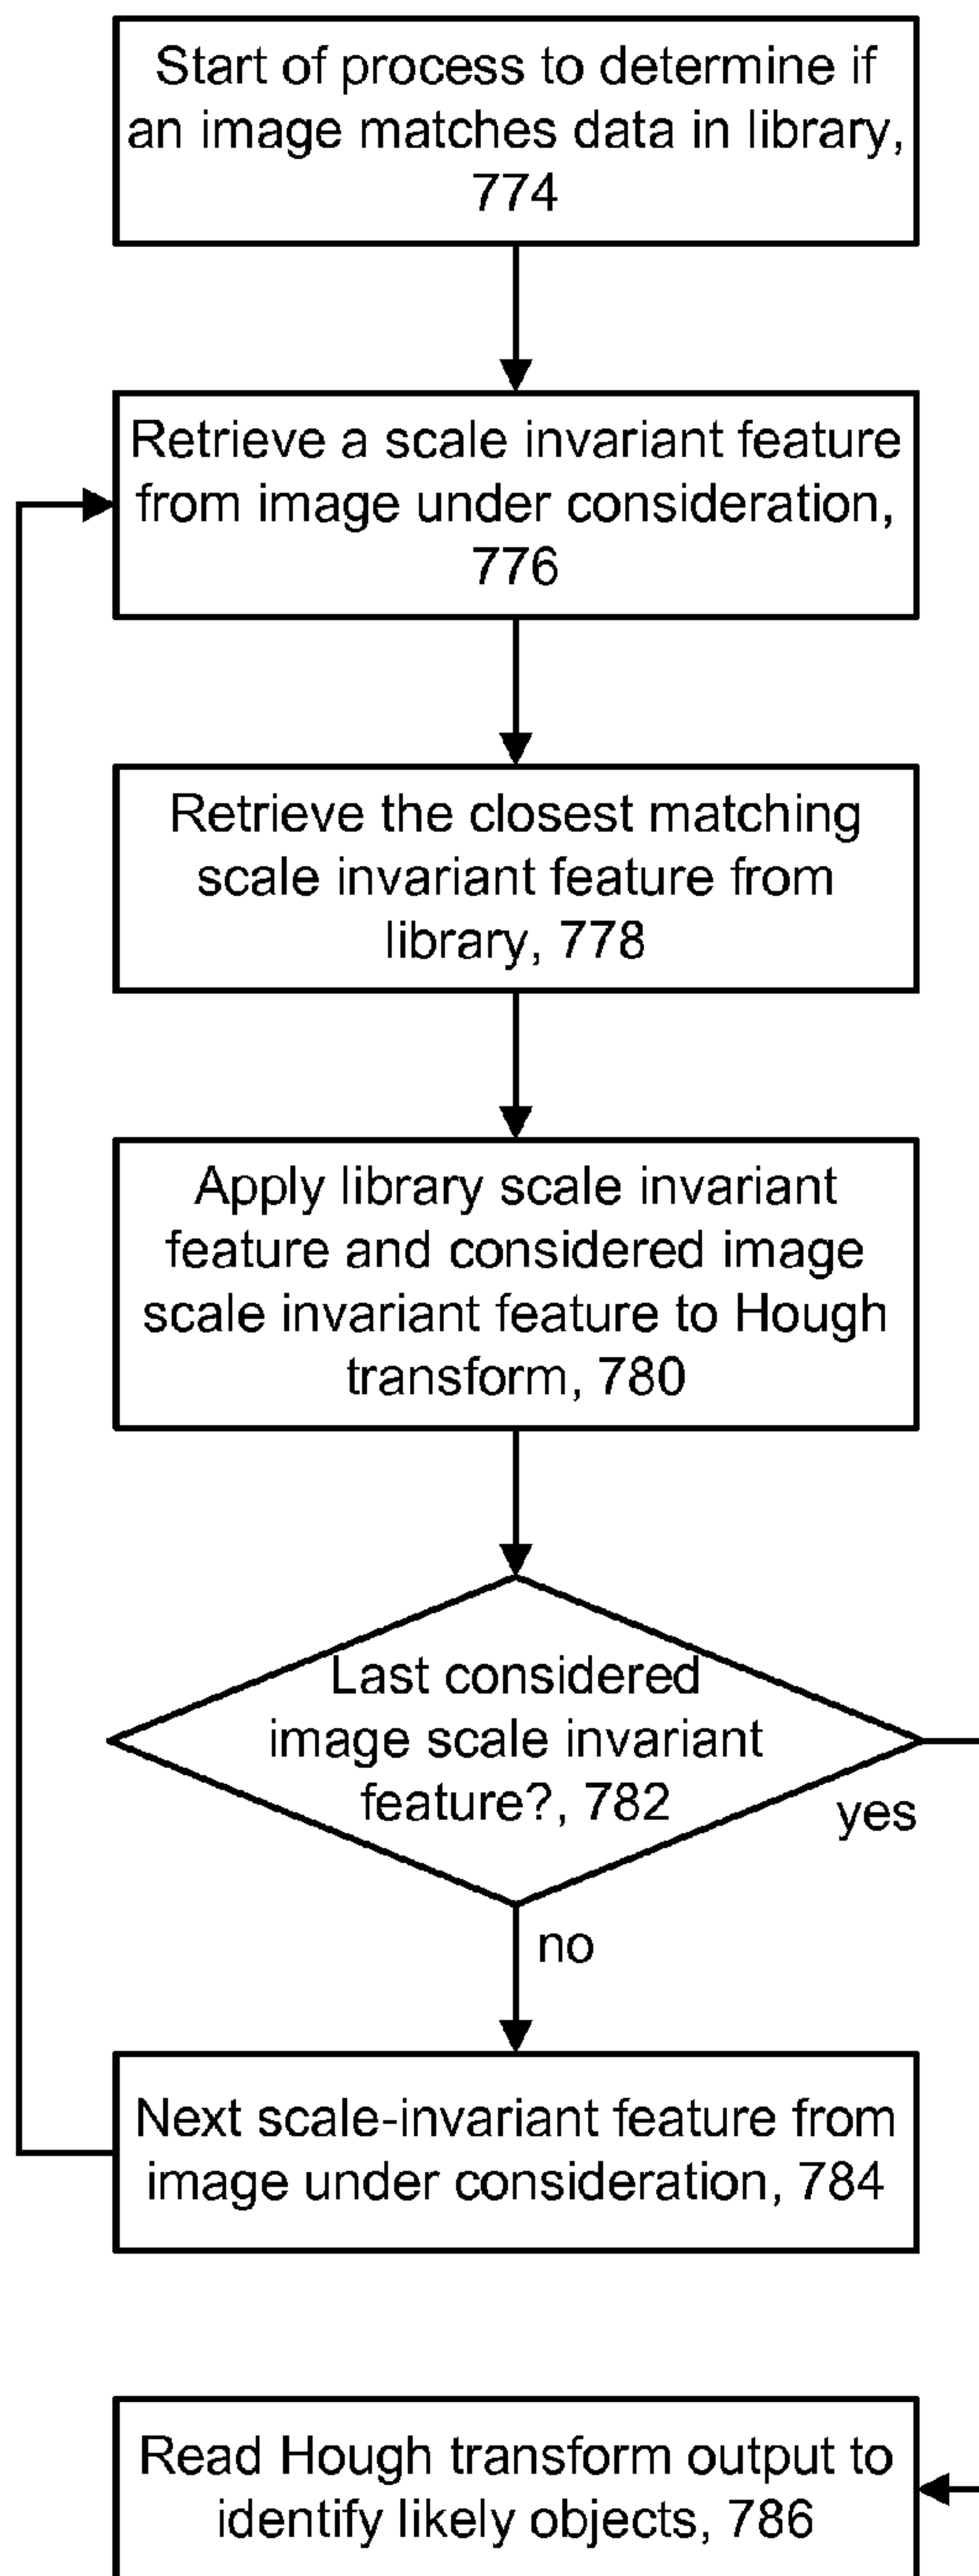 Start of process to determine if
an image matches data in library,
774
Retrieve a scale invariant feature
from image under consideration,
776
Retrieve the closest matching
scale invariant feature from
library, 778
Apply library scale invariant
feature and considered image
scale invariant feature to Hough
transform, 780
Last considered
image scale invariant
feature?, 782
yes
no
Next scale-invariant feature from
image under consideration, 784
Read Hough transform output to
identify likely objects, 786